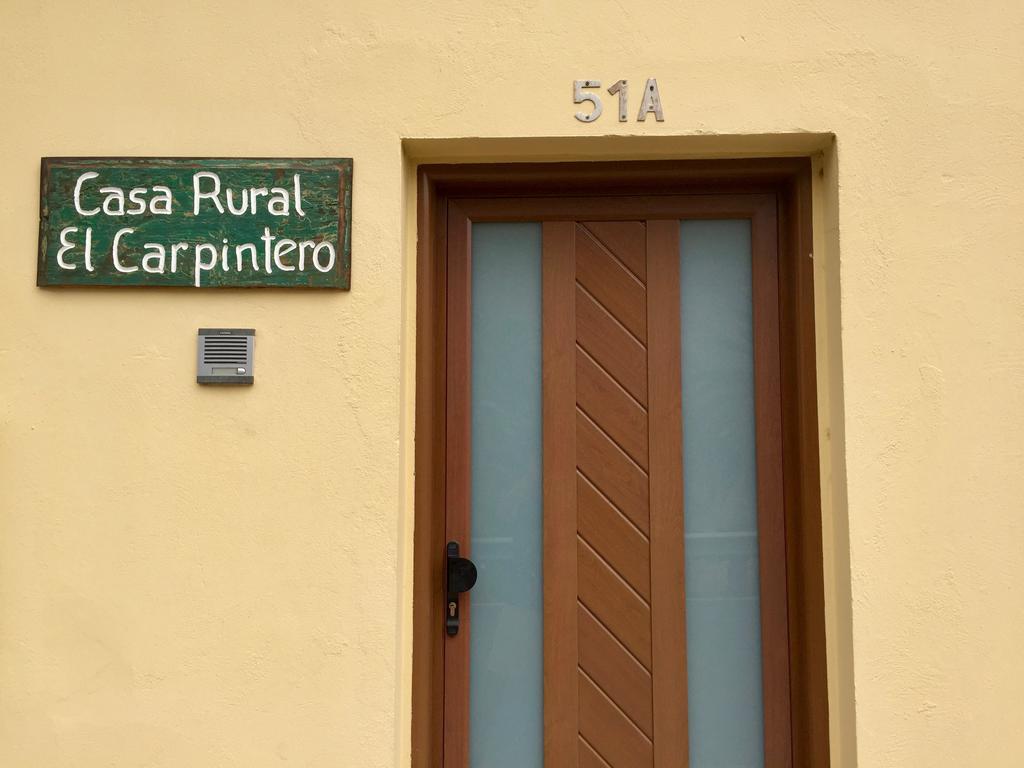 51A
Casa Rural
El Carpintero